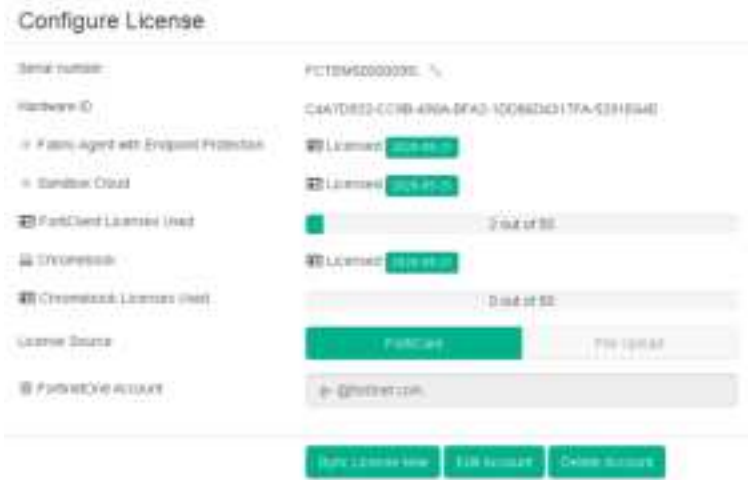 Configure License
Serial number
Hardware ID
Fabric Agent with Endpoint Protection Licensed
Sandbox Cloud Licensed
FortiClient Licenses Used 2 out of 50
Chromebook Licensed
Chromebook Licenses Used 0 out of 50
License Source FortiCare File Upload
FortinetOne Account @fortinet.com
Sync License Now Edit Account Delete Account